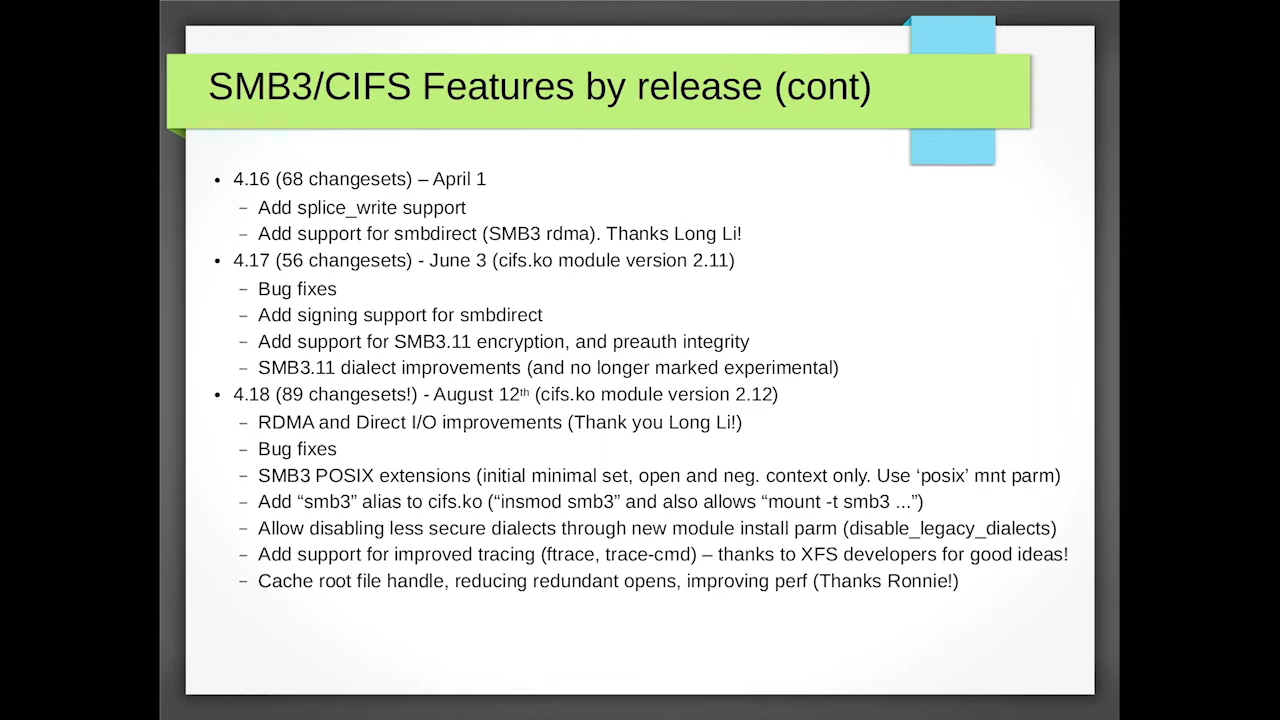 SMB3/CIFS Features by release (cont)
• 4.16 (68 changesets) – April 1
– Add splice_write support
– Add support for smbdirect (SMB3 rdma). Thanks Long Li!
• 4.17 (56 changesets) - June 3 (cifs.ko module version 2.11)
– Bug fixes
– Add signing support for smbdirect
– Add support for SMB3.11 encryption, and preauth integrity
– SMB3.11 dialect improvements (and no longer marked experimental)
• 4.18 (89 changesets!) - August 12th (cifs.ko module version 2.12)
– RDMA and Direct I/O improvements (Thank you Long Li!)
– Bug fixes
– SMB3 POSIX extensions (initial minimal set, open and neg. context only. Use ‘posix’ mnt parm)
– Add “smb3” alias to cifs.ko (“insmod smb3” and also allows “mount -t smb3 ...”)
– Allow disabling less secure dialects through new module install parm (disable_legacy_dialects)
– Add support for improved tracing (ftrace, trace-cmd) – thanks to XFS developers for good ideas!
– Cache root file handle, reducing redundant opens, improving perf (Thanks Ronnie!)